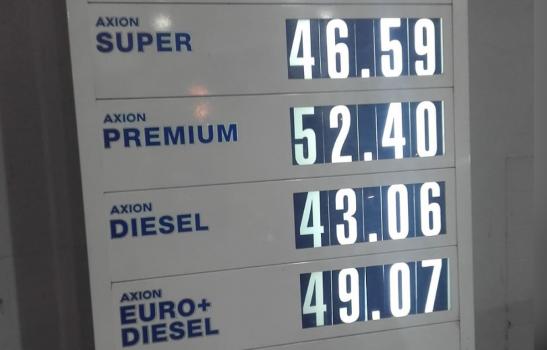 AXION
SUPER 46.59
AXION
PREMIUM 52.40
AXION
DIESEL 43.06
AXION
EURO+
DIESEL 49.07